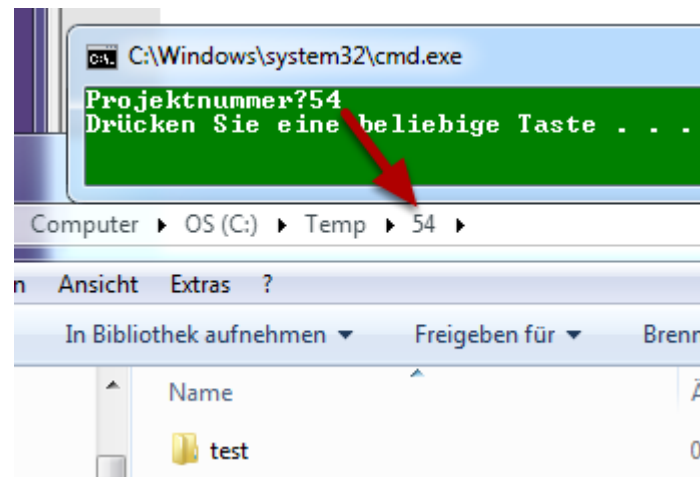 C:\Windows\system32\cmd.exe
Projektnummer?54
Drücken Sie eine beliebige Taste . . .
Computer ▸ OS (C:) ▸ Temp ▸ 54 ▸
Ansicht Extras ?
In Bibliothek aufnehmen Freigeben für
Name
test